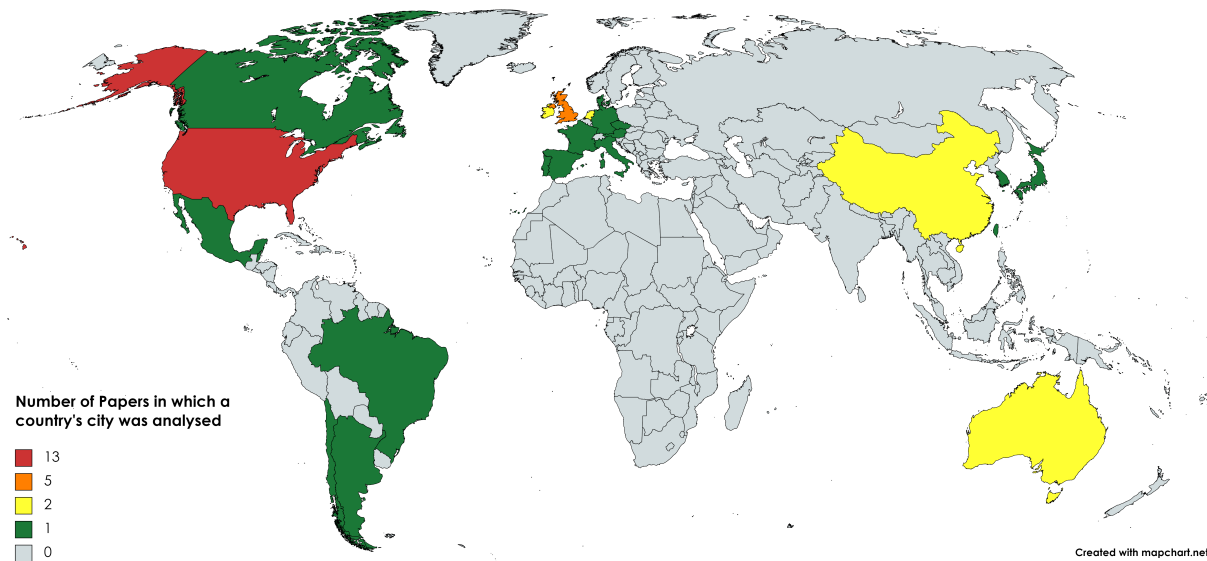 Number of Papers in which a
country's city was analysed
13
5
2
1
0
Created with mapchart.net